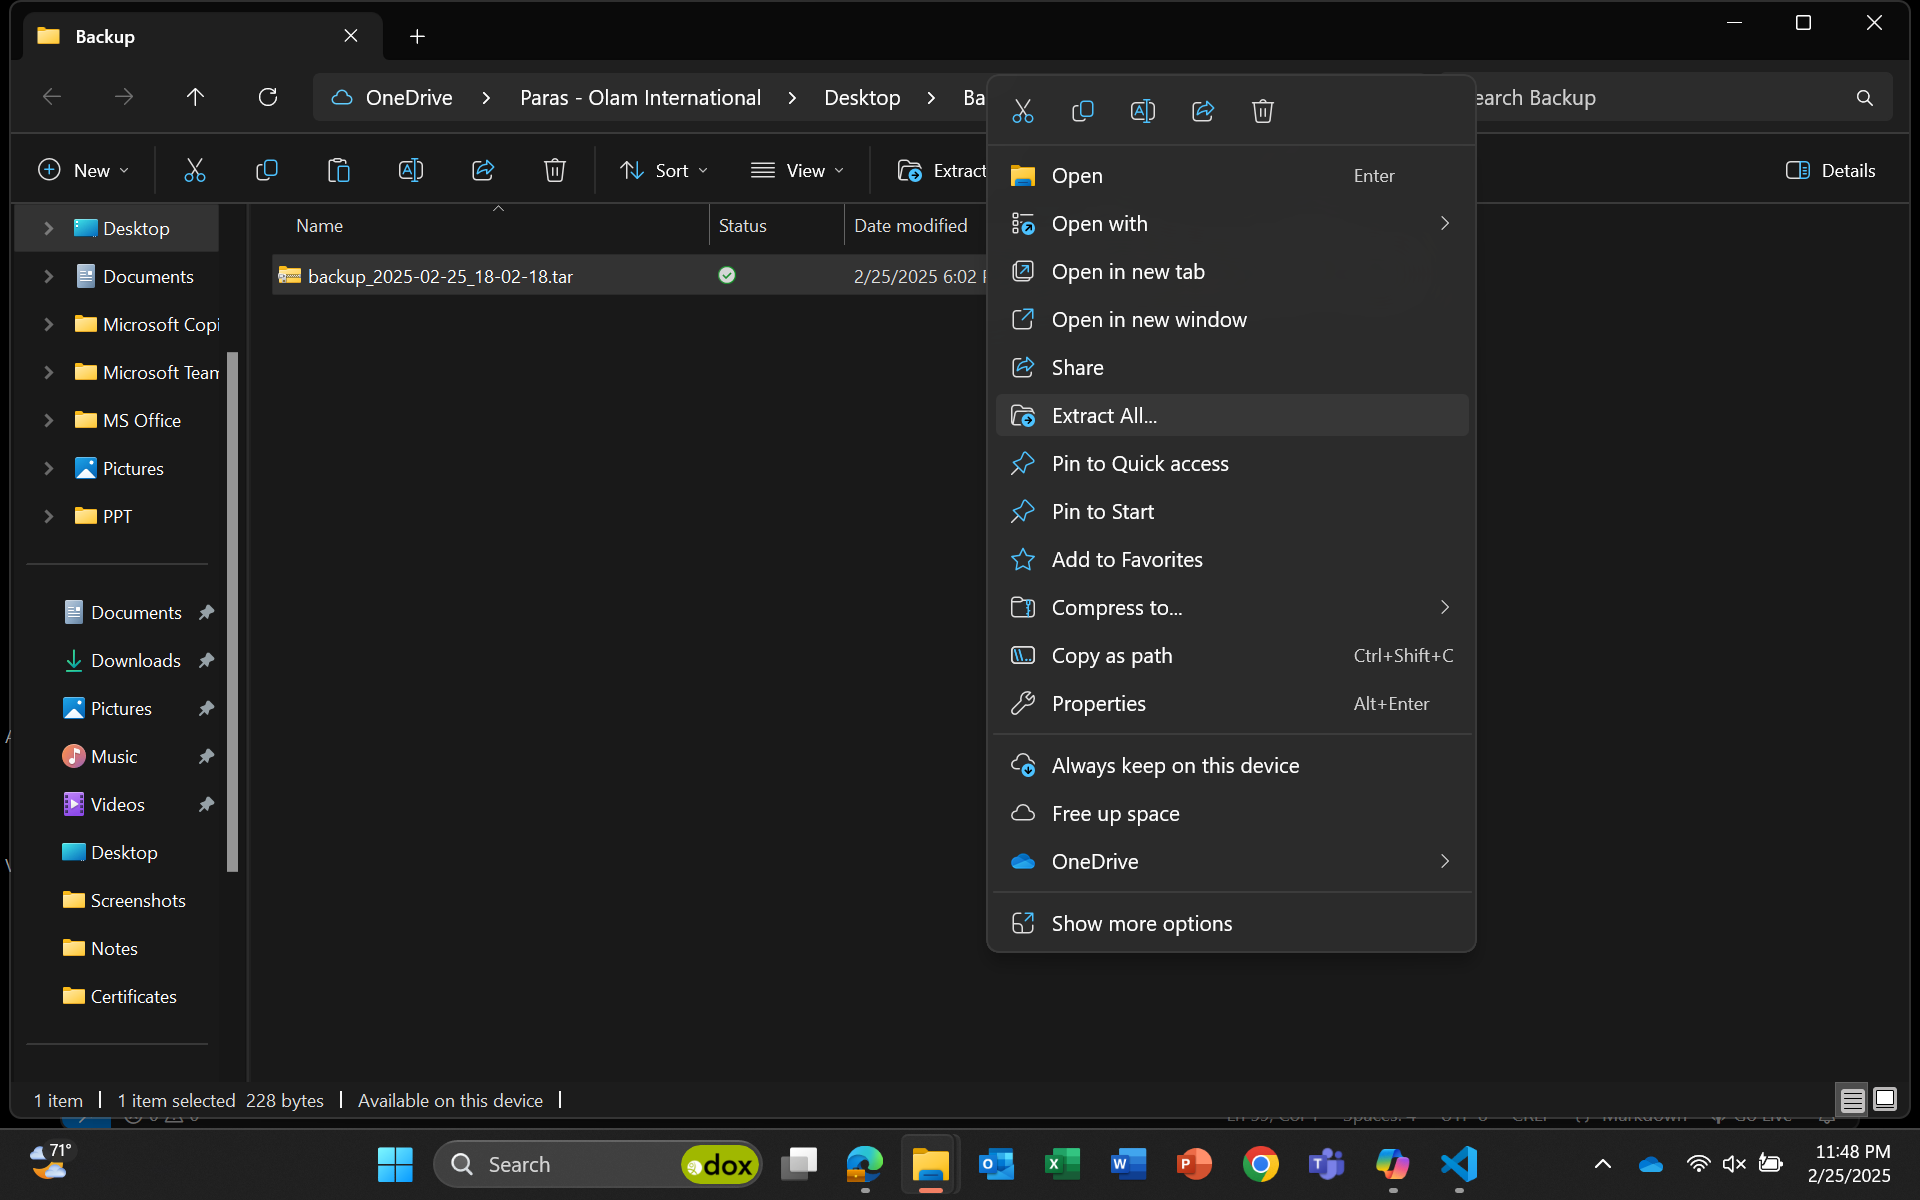 Backup
OneDrive
Paras - Olam International
Desktop
Ba
earch Backup
New
Sort
View
Extract
Details
Name
Status
Date modified
backup_2025-02-25_18-02-18.tar
2/25/2025 6:02
Desktop
Documents
Microsoft Copi
Microsoft Team
MS Office
Pictures
PPT
Documents
Downloads
Pictures
Music
Videos
Desktop
Screenshots
Notes
Certificates
Open Enter
Open with
Open in new tab
Open in new window
Share
Extract All...
Pin to Quick access
Pin to Start
Add to Favorites
Compress to...
Copy as path Ctrl+Shift+C
Properties Alt+Enter
Always keep on this device
Free up space
OneDrive
Show more options
1 item
1 item selected 228 bytes
Available on this device
71°
Search
dox
11:48 PM
2/25/2025